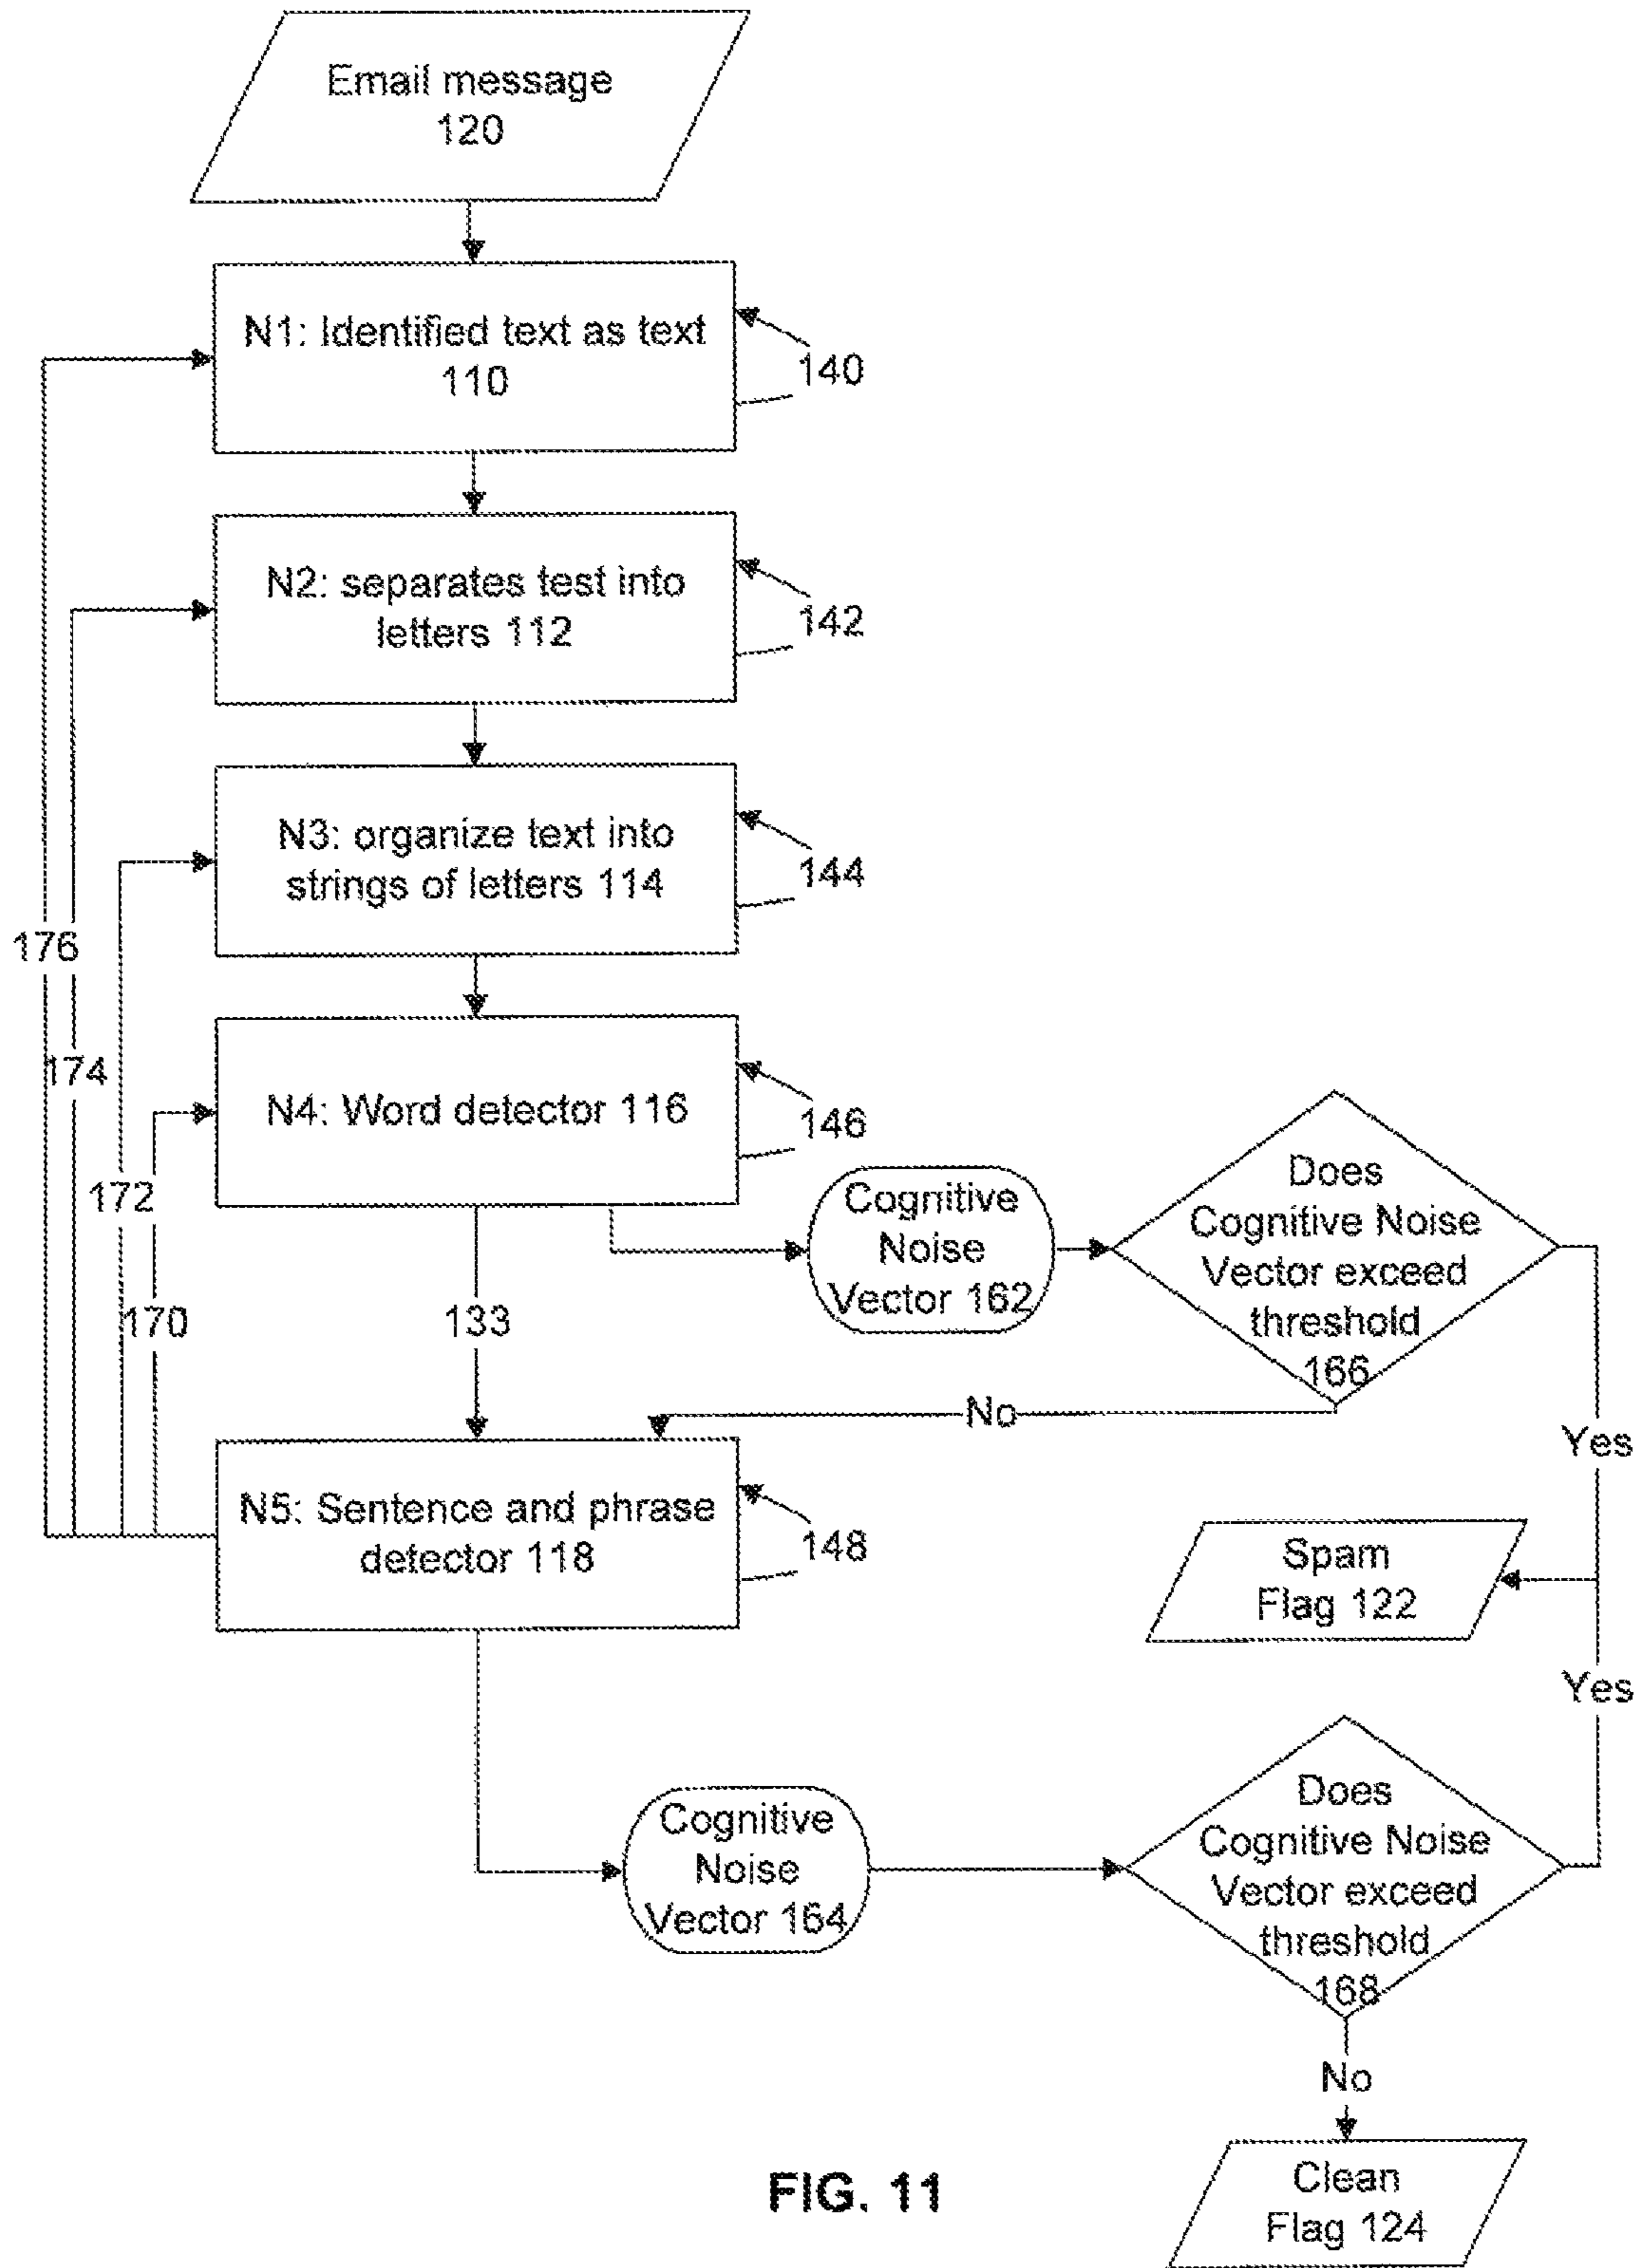 Email message
120
N1: Identified text as text
110
140
N2: separates test into
letters 112
142
N3: organize text into
strings of letters 114
144
176
174
N4: Word detector 116
146
172
170
133
Cognitive
Noise
Vector 162
Does
Cognitive Noise
Vector exceed
threshold
166
No
Yes
N5: Sentence and phrase
detector 118
148
Spam
Flag 122
Yes
Cognitive
Noise
Vector 164
Does
Cognitive Noise
Vector exceed
threshold
168
No
Clean
Flag 124
FIG. 11